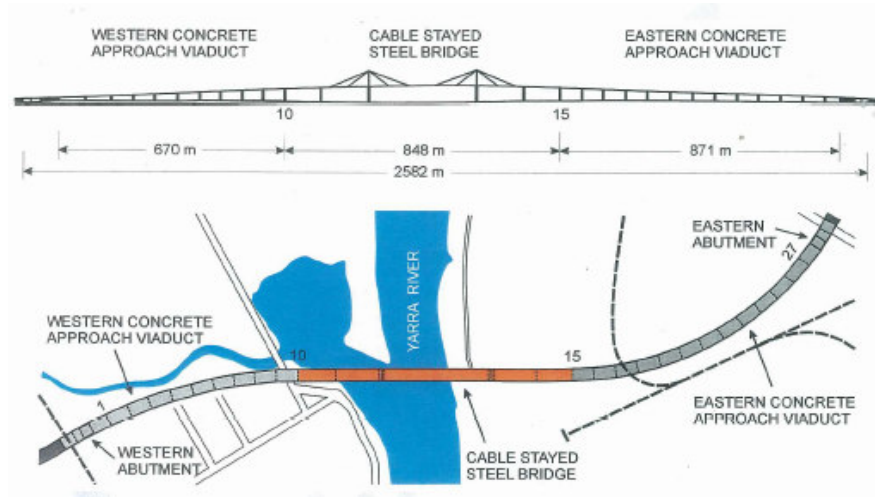 WESTERN CONCRETE
APPROACH VIADUCT
CABLE STAYED
STEEL BRIDGE
EASTERN CONCRETE
APPROACH VIADUCT
10
15
670 m
848 m
871 m
2582 m
EASTERN
ABUTMENT
27
YARRA RIVER
WESTERN CONCRETE
APPROACH VIADUCT
10
15
1
EASTERN CONCRETE
APPROACH VIADUCT
WESTERN
ABUTMENT
CABLE STAYED
STEEL BRIDGE